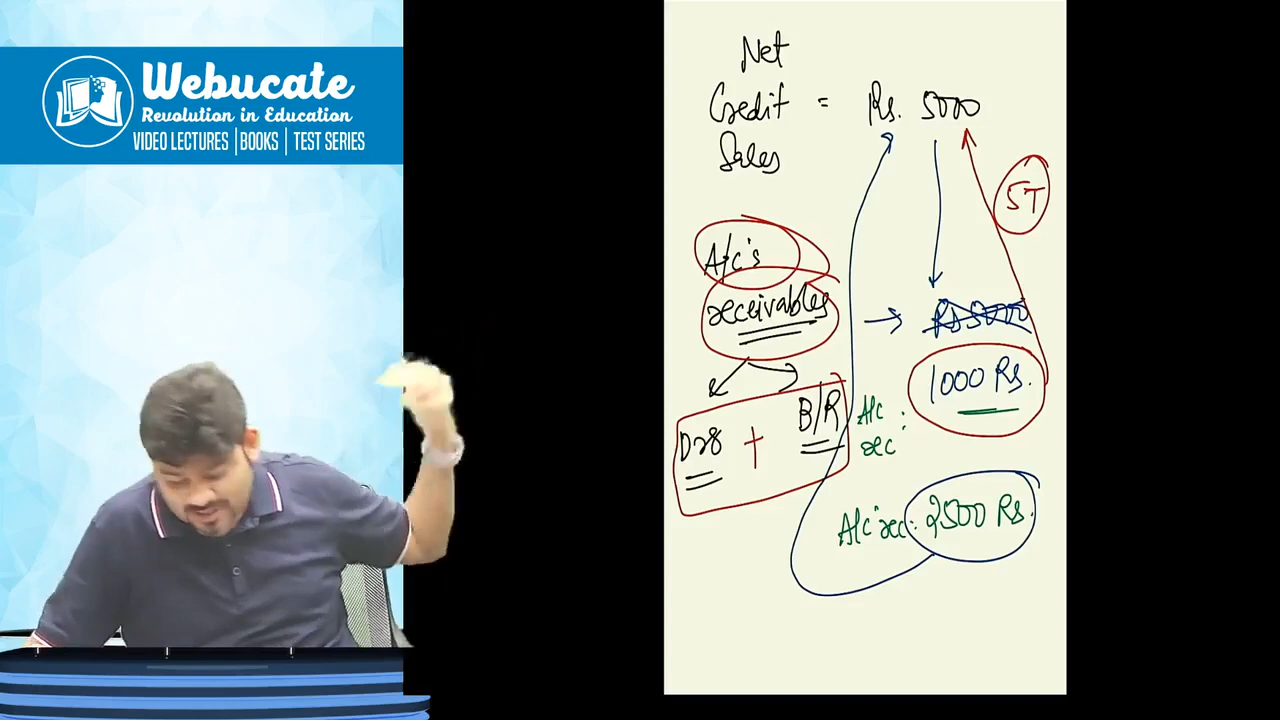 Webucate
Revolution in Education
VIDEO LECTURES | BOOKS | TEST SERIES
Net
Credit = Rs. 5000
Sales
5T
A/c's
receivables
Rs 5000
1000 Rs.
Drs + B/R
A/c
rec :
A/c rec: 2500 Rs.